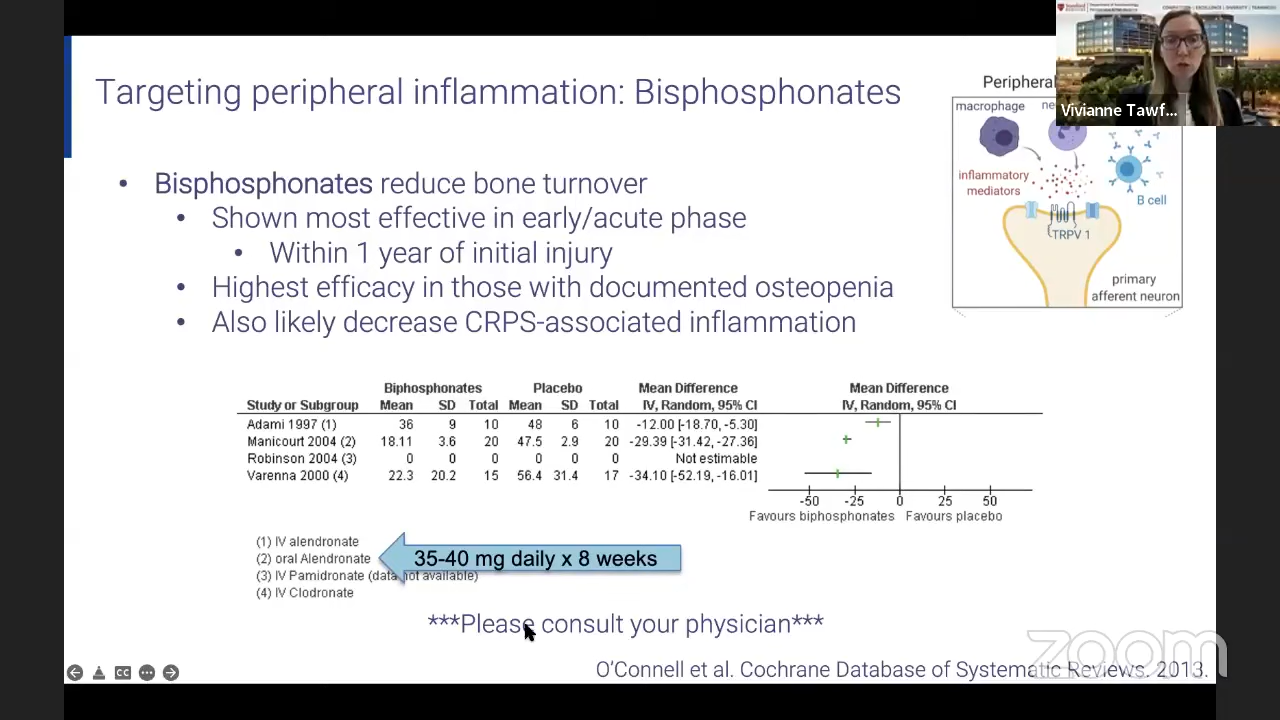 Targeting peripheral inflammation: Bisphosphonates
• Bisphosphonates reduce bone turnover
• Shown most effective in early/acute phase
• Within 1 year of initial injury
• Highest efficacy in those with documented osteopenia
• Also likely decrease CRPS-associated inflammation
Peripheral
macrophage
inflammatory
mediators
B cell
TRPV 1
primary
afferent neuron
Vivianne Tawf...
Biphosphonates Placebo Mean Difference Mean Difference
Study or Subgroup Mean SD Total Mean SD Total IV, Random, 95% CI IV, Random, 95% CI
Adami 1997 (1) 36 9 10 48 6 10 -12.00 [-18.70, -5.30]
Manicourt 2004 (2) 18.11 3.6 20 47.5 2.9 20 -29.39 [-31.42, -27.36]
Robinson 2004 (3) 0 0 0 0 0 0 Not estimable
Varenna 2000 (4) 22.3 20.2 15 56.4 31.4 17 -34.10 [-52.19, -16.01]
-50 -25 0 25 50
Favours biphosphonates Favours placebo
(1) IV alendronate
(2) oral Alendronate
35-40 mg daily x 8 weeks
(3) IV Pamidronate (data not available)
(4) IV Clodronate
***Please consult your physician***
O'Connell et al. Cochrane Database of Systematic Reviews. 2013.
CC
zoom